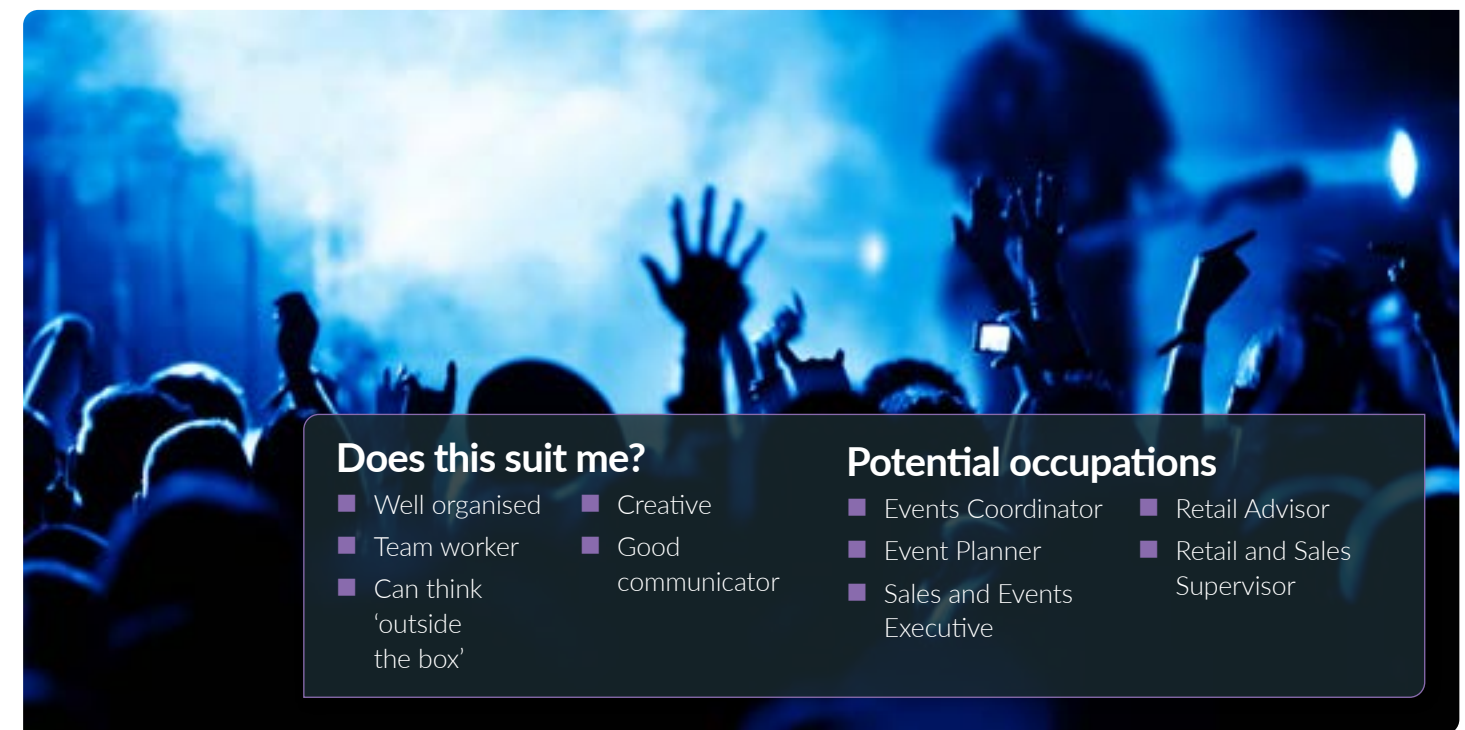 Does this suit me?
Well organised
Team worker
Can think
‘outside
the box’
Creative
Good
communicator
Potential occupations
Events Coordinator
Event Planner
Sales and Events
Executive
Retail Advisor
Retail and Sales
Supervisor